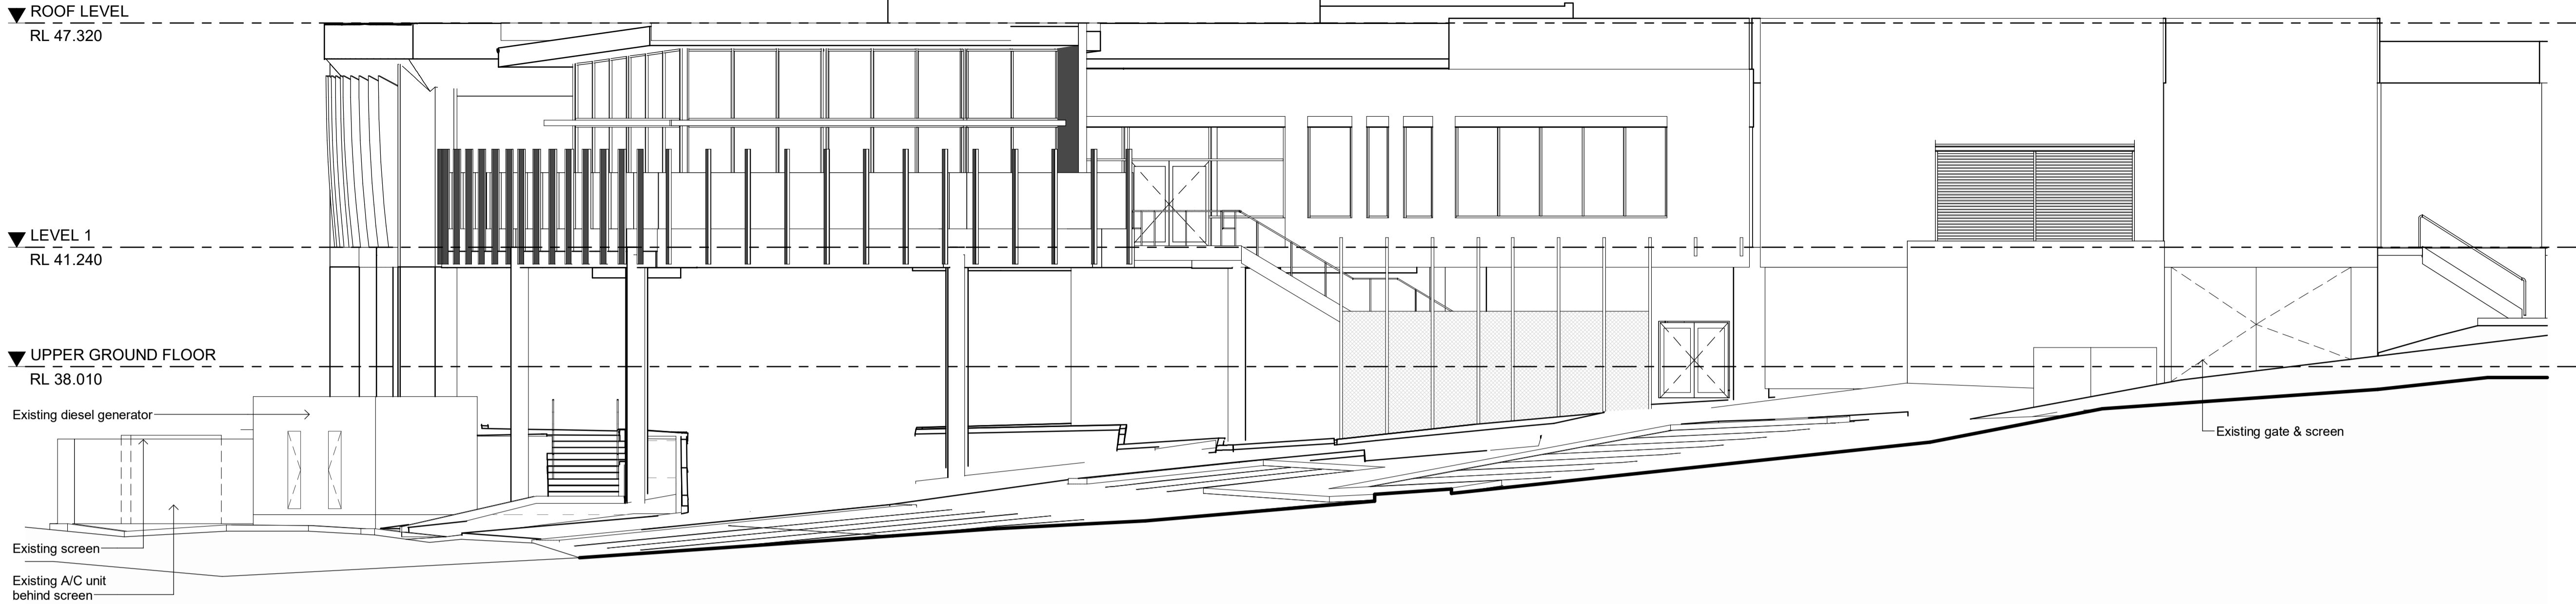 ROOF LEVEL
RL 47.320
LEVEL 1
RL 41.240
UPPER GROUND FLOOR
RL 38.010
Existing diesel generator
Existing gate & screen
Existing screen
Existing A/C unit
behind screen